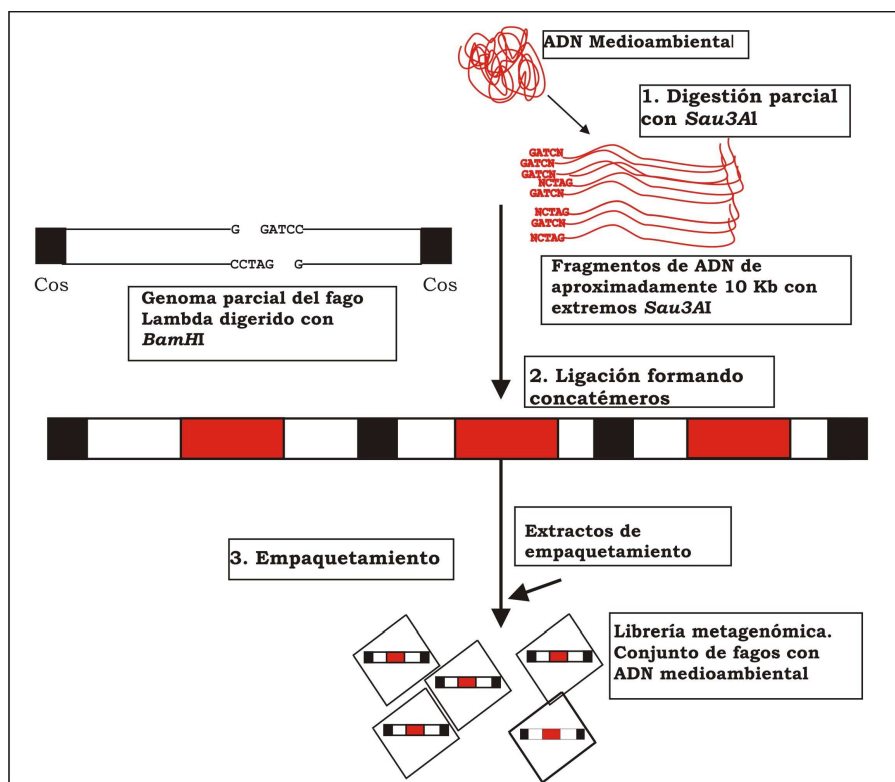 ADN Medioambiental
1. Digestión parcial
con Sau3AI
GATCN
GATCN
GATCN
NCTAG
GATCN
NCTAG
GATCN
NCTAG
G GATCC
CCTAG G
Cos
Cos
Genoma parcial del fago
Lambda digerido con
BamHI
Fragmentos de ADN de
aproximadamente 10 Kb con
extremos Sau3AI
2. Ligación formando
concatémeros
3. Empaquetamiento
Extractos de
empaquetamiento
Librería metagenómica.
Conjunto de fagos con
ADN medioambiental